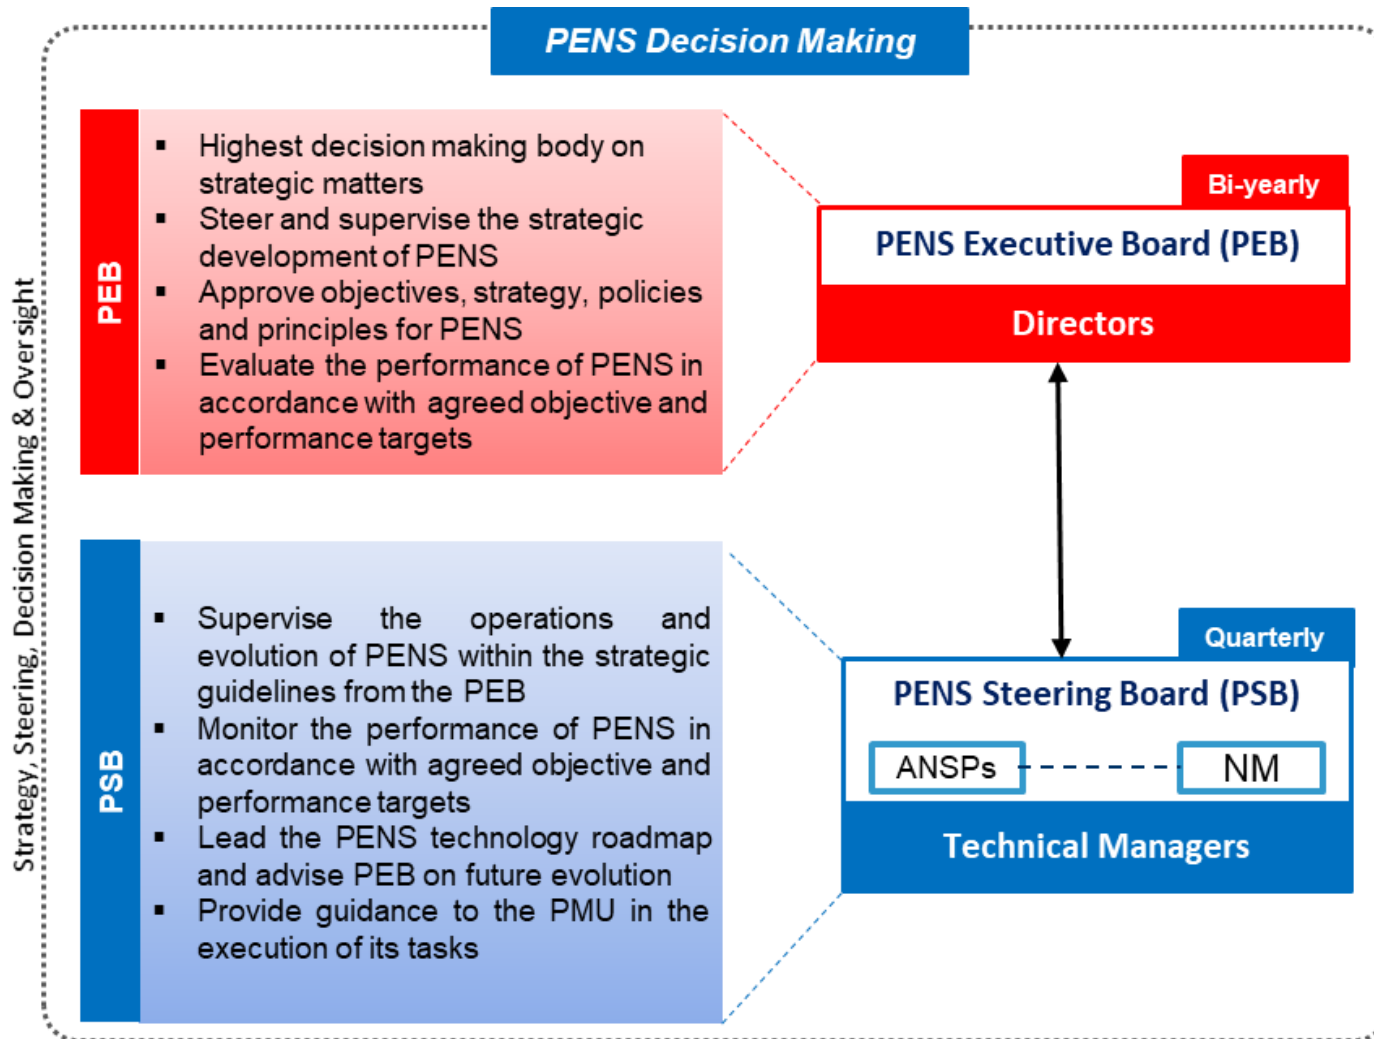 PENS Decision Making
Strategy, Steering, Decision Making & Oversight
PEB
▪ Highest decision making body on
strategic matters
▪ Steer and supervise the strategic
development of PENS
▪ Approve objectives, strategy, policies
and principles for PENS
▪ Evaluate the performance of PENS in
accordance with agreed objective and
performance targets
Bi-yearly
PENS Executive Board (PEB)
Directors
PSB
▪ Supervise the operations and
evolution of PENS within the strategic
guidelines from the PEB
▪ Monitor the performance of PENS in
accordance with agreed objective and
performance targets
▪ Lead the PENS technology roadmap
and advise PEB on future evolution
▪ Provide guidance to the PMU in the
execution of its tasks
Quarterly
PENS Steering Board (PSB)
ANSPs
NM
Technical Managers